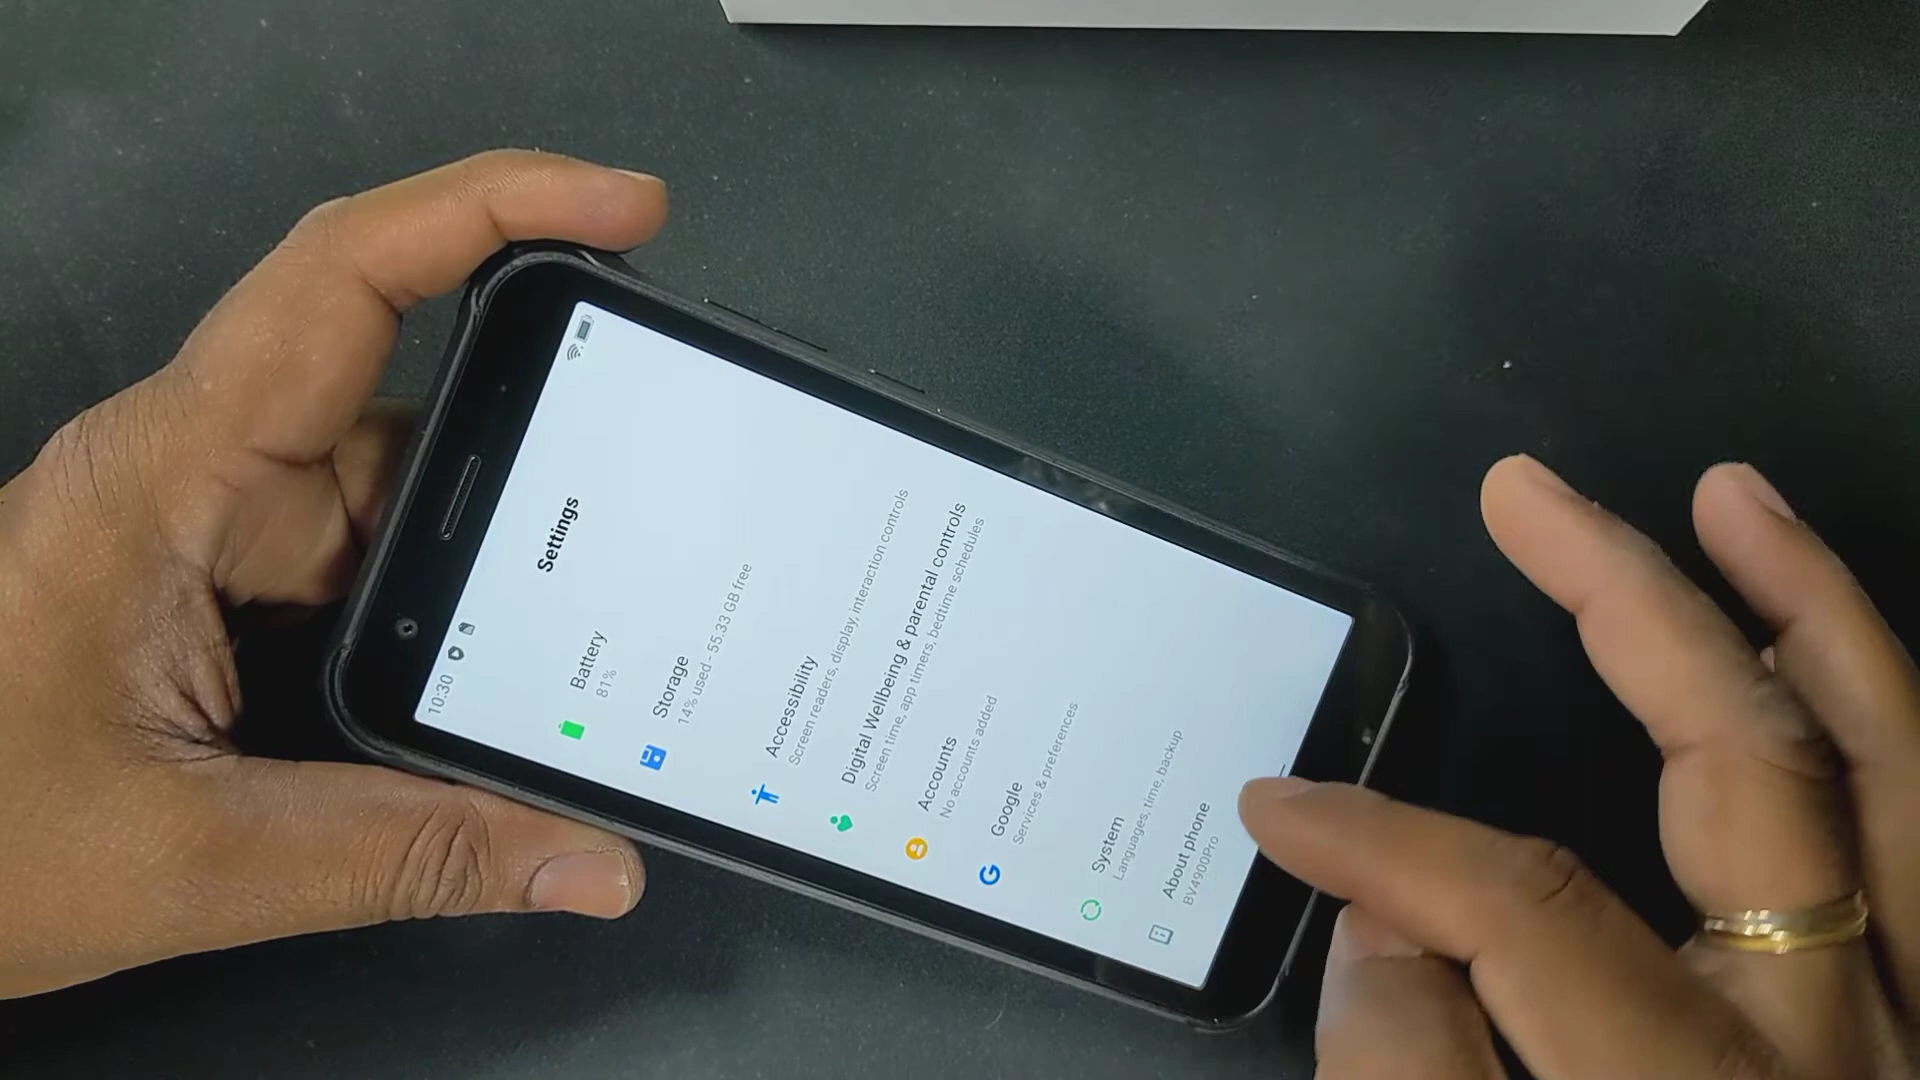 10:30
Settings
Battery
81%
Storage
14% used - 55.33 GB free
Accessibility
Screen readers, display, interaction controls
Digital Wellbeing & parental controls
Screen time, app timers, bedtime schedules
Accounts
No accounts added
Google
Services & preferences
System
Languages, time, backup
About phone
BV4900Pro